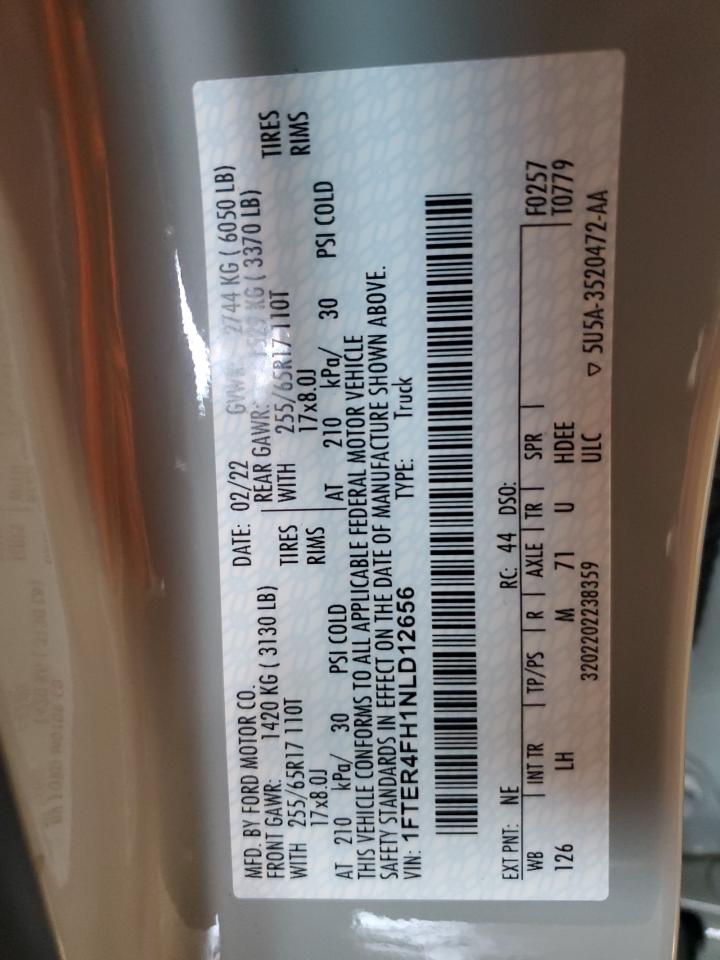 MFD. BY FORD MOTOR CO.
DATE: 02/22
GVWR: 2744 KG ( 6050 LB)
FRONT GAWR: 1420 KG ( 3130 LB)
REAR GAWR: KG ( 3370 LB)
WITH 255/65R17 110T TIRES
WITH 255/65R17 110T TIRES
17x8.0J RIMS
17x8.0J RIMS
AT 210 kPa/ 30 PSI COLD
AT 210 kPa/ 30 PSI COLD
THIS VEHICLE CONFORMS TO ALL APPLICABLE FEDERAL MOTOR VEHICLE
SAFETY STANDARDS IN EFFECT ON THE DATE OF MANUFACTURE SHOWN ABOVE.
VIN: 1FTER4FH1NLD12656 TYPE: Truck
EXT PNT: NE RC: 44 DSO:
F0257
WB INT TR TP/PS R AXLE TR SPR
T0779
126 LH M 71 U HDEE
3202202238359 ULC ▽ 5U5A-3520472-AA